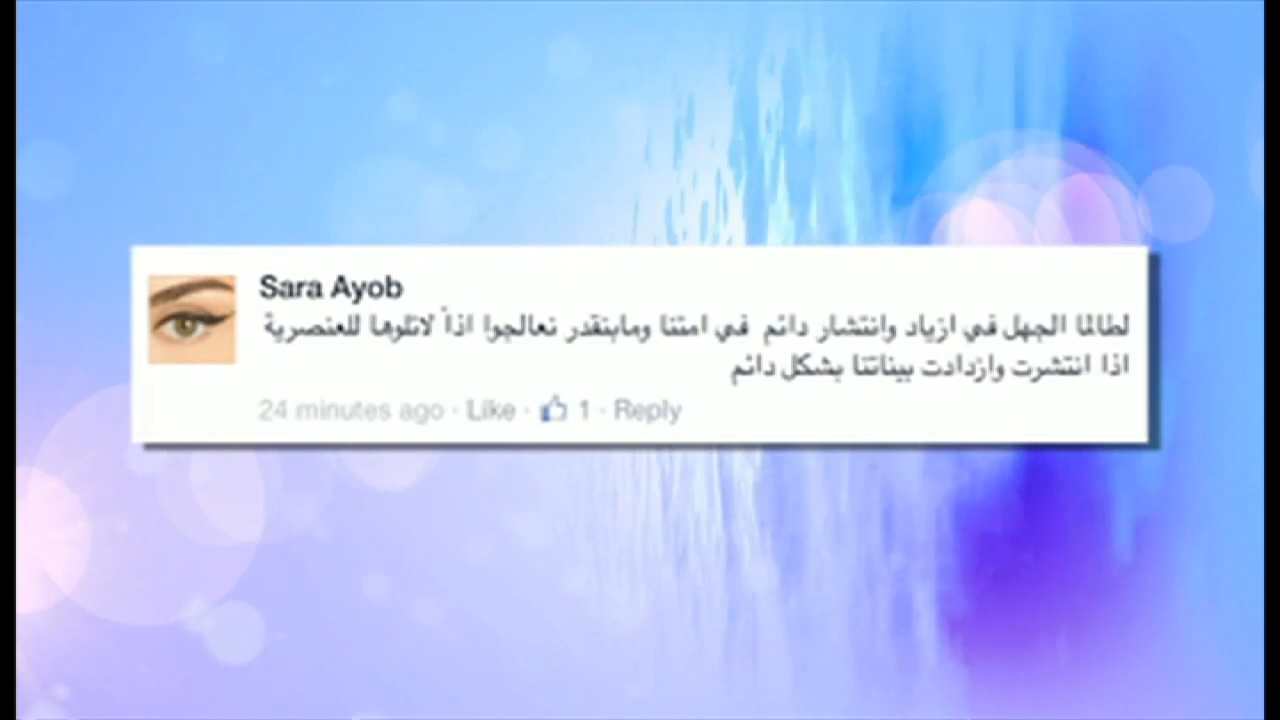 Sara Ayob
لطالما الجهل في ازياد وانتشار دائم في امتنا ومابنقدر نعالجوا اذاً لاتلوها للعنصرية
اذا انتشرت وازدادت بيناتنا بشكل دائم
24 minutes ago · Like · 1 · Reply